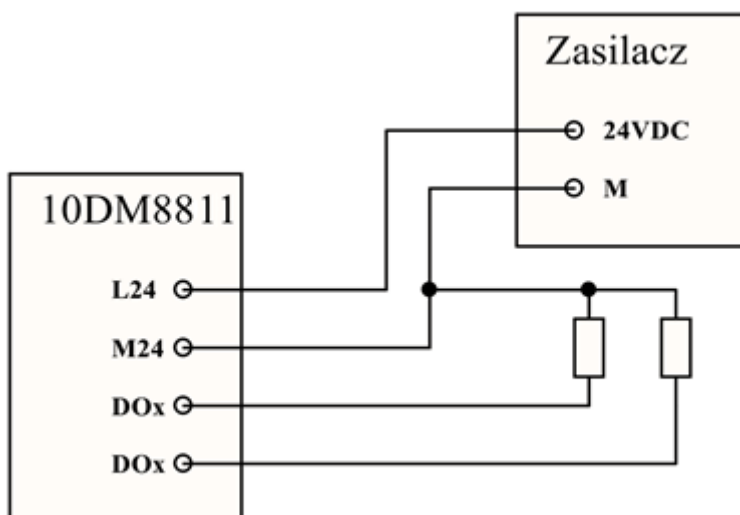 Zasilacz
24VDC
M
10DM8811
L24
M24
DOx
DOx